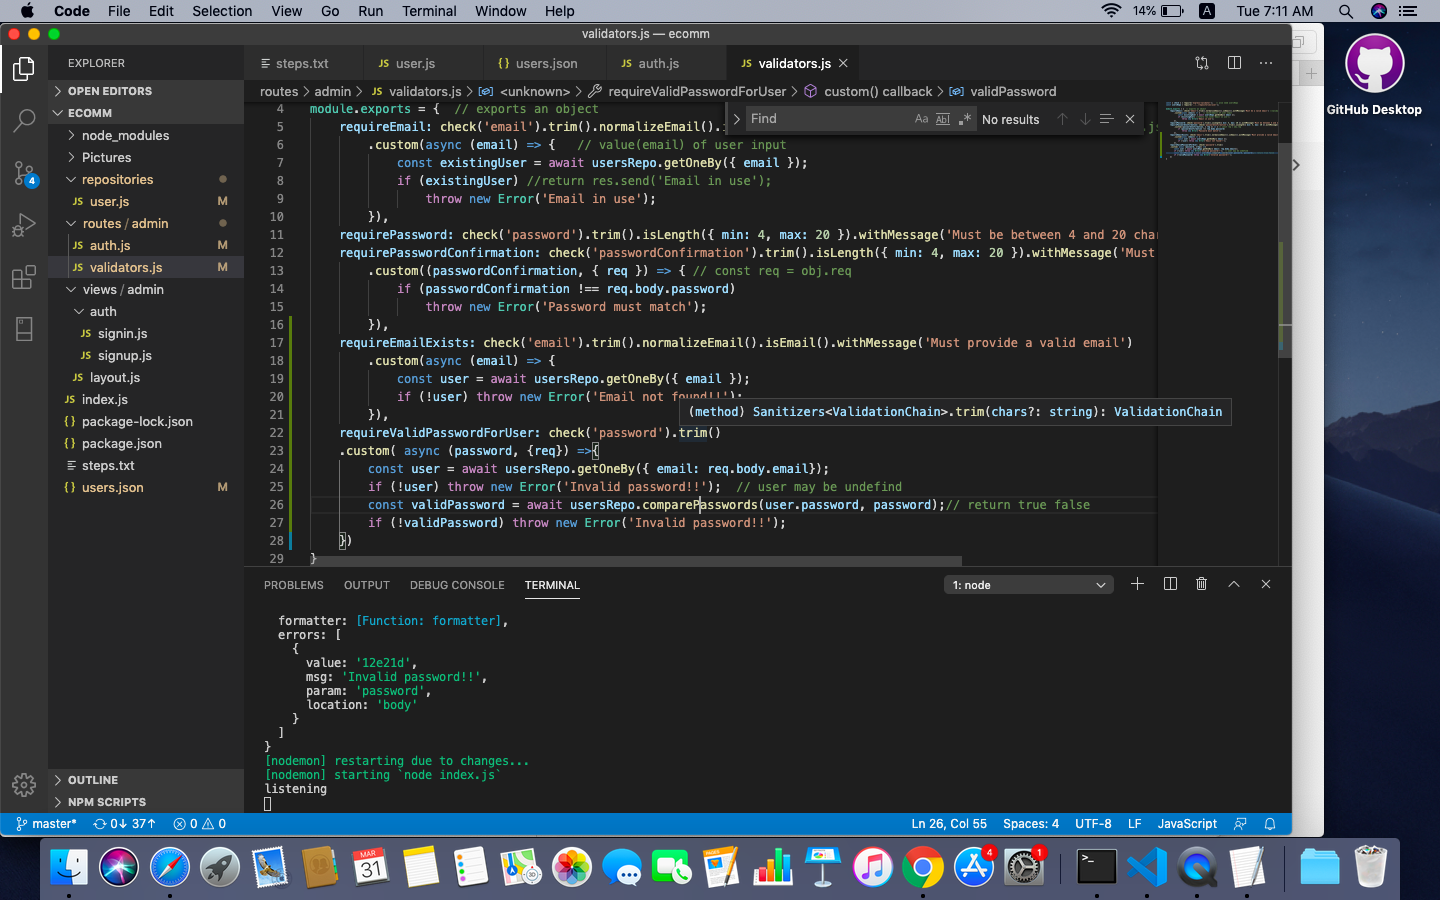 Code File Edit Selection View Go Run Terminal Window Help 14% A Tue 7:11 AM
validators.js — ecomm
EXPLORER
OPEN EDITORS
ECOMM
node_modules
Pictures
repositories
JS user.js M
routes / admin
JS auth.js M
JS validators.js M
views / admin
auth
JS signin.js
JS signup.js
JS layout.js
JS index.js
{} package-lock.json
{} package.json
steps.txt
{} users.json M
OUTLINE
NPM SCRIPTS
4
steps.txt JS user.js {} users.json JS auth.js JS validators.js
routes > admin > JS validators.js > <unknown> > requireValidPasswordForUser > custom() callback > validPassword
Find Aa Abl .* No results
4 module.exports = { // exports an object
5 requireEmail: check('email').trim().normalizeEmail().
6 .custom(async (email) => { // value(email) of user input
7 const existingUser = await usersRepo.getOneBy({ email });
8 if (existingUser) //return res.send('Email in use');
9 throw new Error('Email in use');
10 }),
11 requirePassword: check('password').trim().isLength({ min: 4, max: 20 }).withMessage('Must be between 4 and 20 char
12 requirePasswordConfirmation: check('passwordConfirmation').trim().isLength({ min: 4, max: 20 }).withMessage('Must
13 .custom((passwordConfirmation, { req }) => { // const req = obj.req
14 if (passwordConfirmation !== req.body.password)
15 throw new Error('Password must match');
16 }),
17 requireEmailExists: check('email').trim().normalizeEmail().isEmail().withMessage('Must provide a valid email')
18 .custom(async (email) => {
19 const user = await usersRepo.getOneBy({ email });
20 if (!user) throw new Error('Email not found!!');
(method) Sanitizers<ValidationChain>.trim(chars?: string): ValidationChain
21 }),
22 requireValidPasswordForUser: check('password').trim()
23 .custom( async (password, {req}) =>{
24 const user = await usersRepo.getOneBy({ email: req.body.email});
25 if (!user) throw new Error('Invalid password!!'); // user may be undefind
26 const validPassword = await usersRepo.comparePasswords(user.password, password);// return true false
27 if (!validPassword) throw new Error('Invalid password!!');
28 })
29 }
PROBLEMS OUTPUT DEBUG CONSOLE TERMINAL 1: node
formatter: [Function: formatter],
errors: [
{
value: '12e21d',
msg: 'Invalid password!!',
param: 'password',
location: 'body'
}
]
}
[nodemon] restarting due to changes...
[nodemon] starting `node index.js`
listening
master* 0↓ 37↑ 0 0 Ln 26, Col 55 Spaces: 4 UTF-8 LF JavaScript
GitHub Desktop
MAR
31
4
1
>_